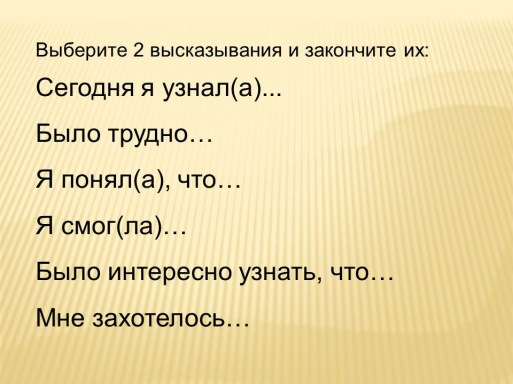 Выберите 2 высказывания и закончите их:
Сегодня я узнал(а)...
Было трудно…
Я понял(а), что…
Я смог(ла)…
Было интересно узнать, что…
Мне захотелось…